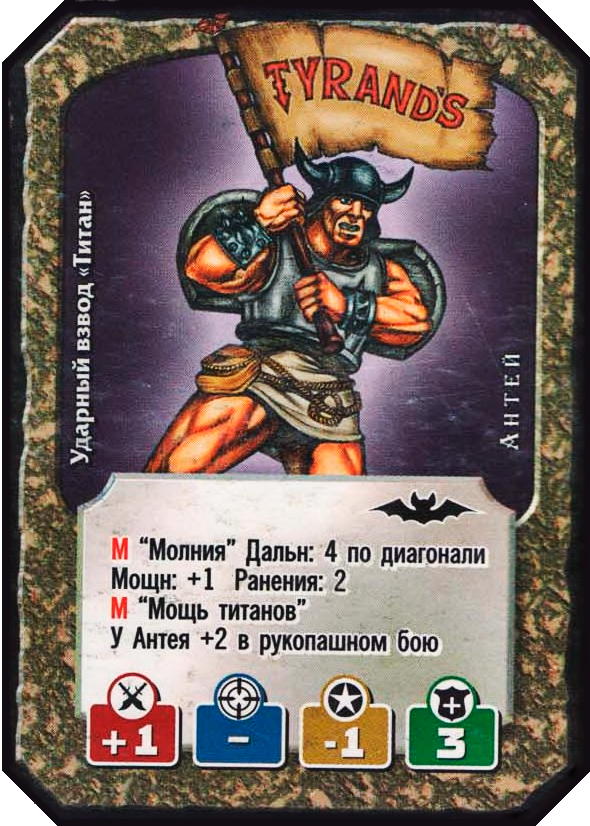 TYRAND'S
Ударный взвод «Титан»
Антей
М “Молния” Дальн: 4 по диагонали
Мощн: +1 Ранения: 2
М “Мощь титанов”
У Антея +2 в рукопашном бою
+1 - -1 3